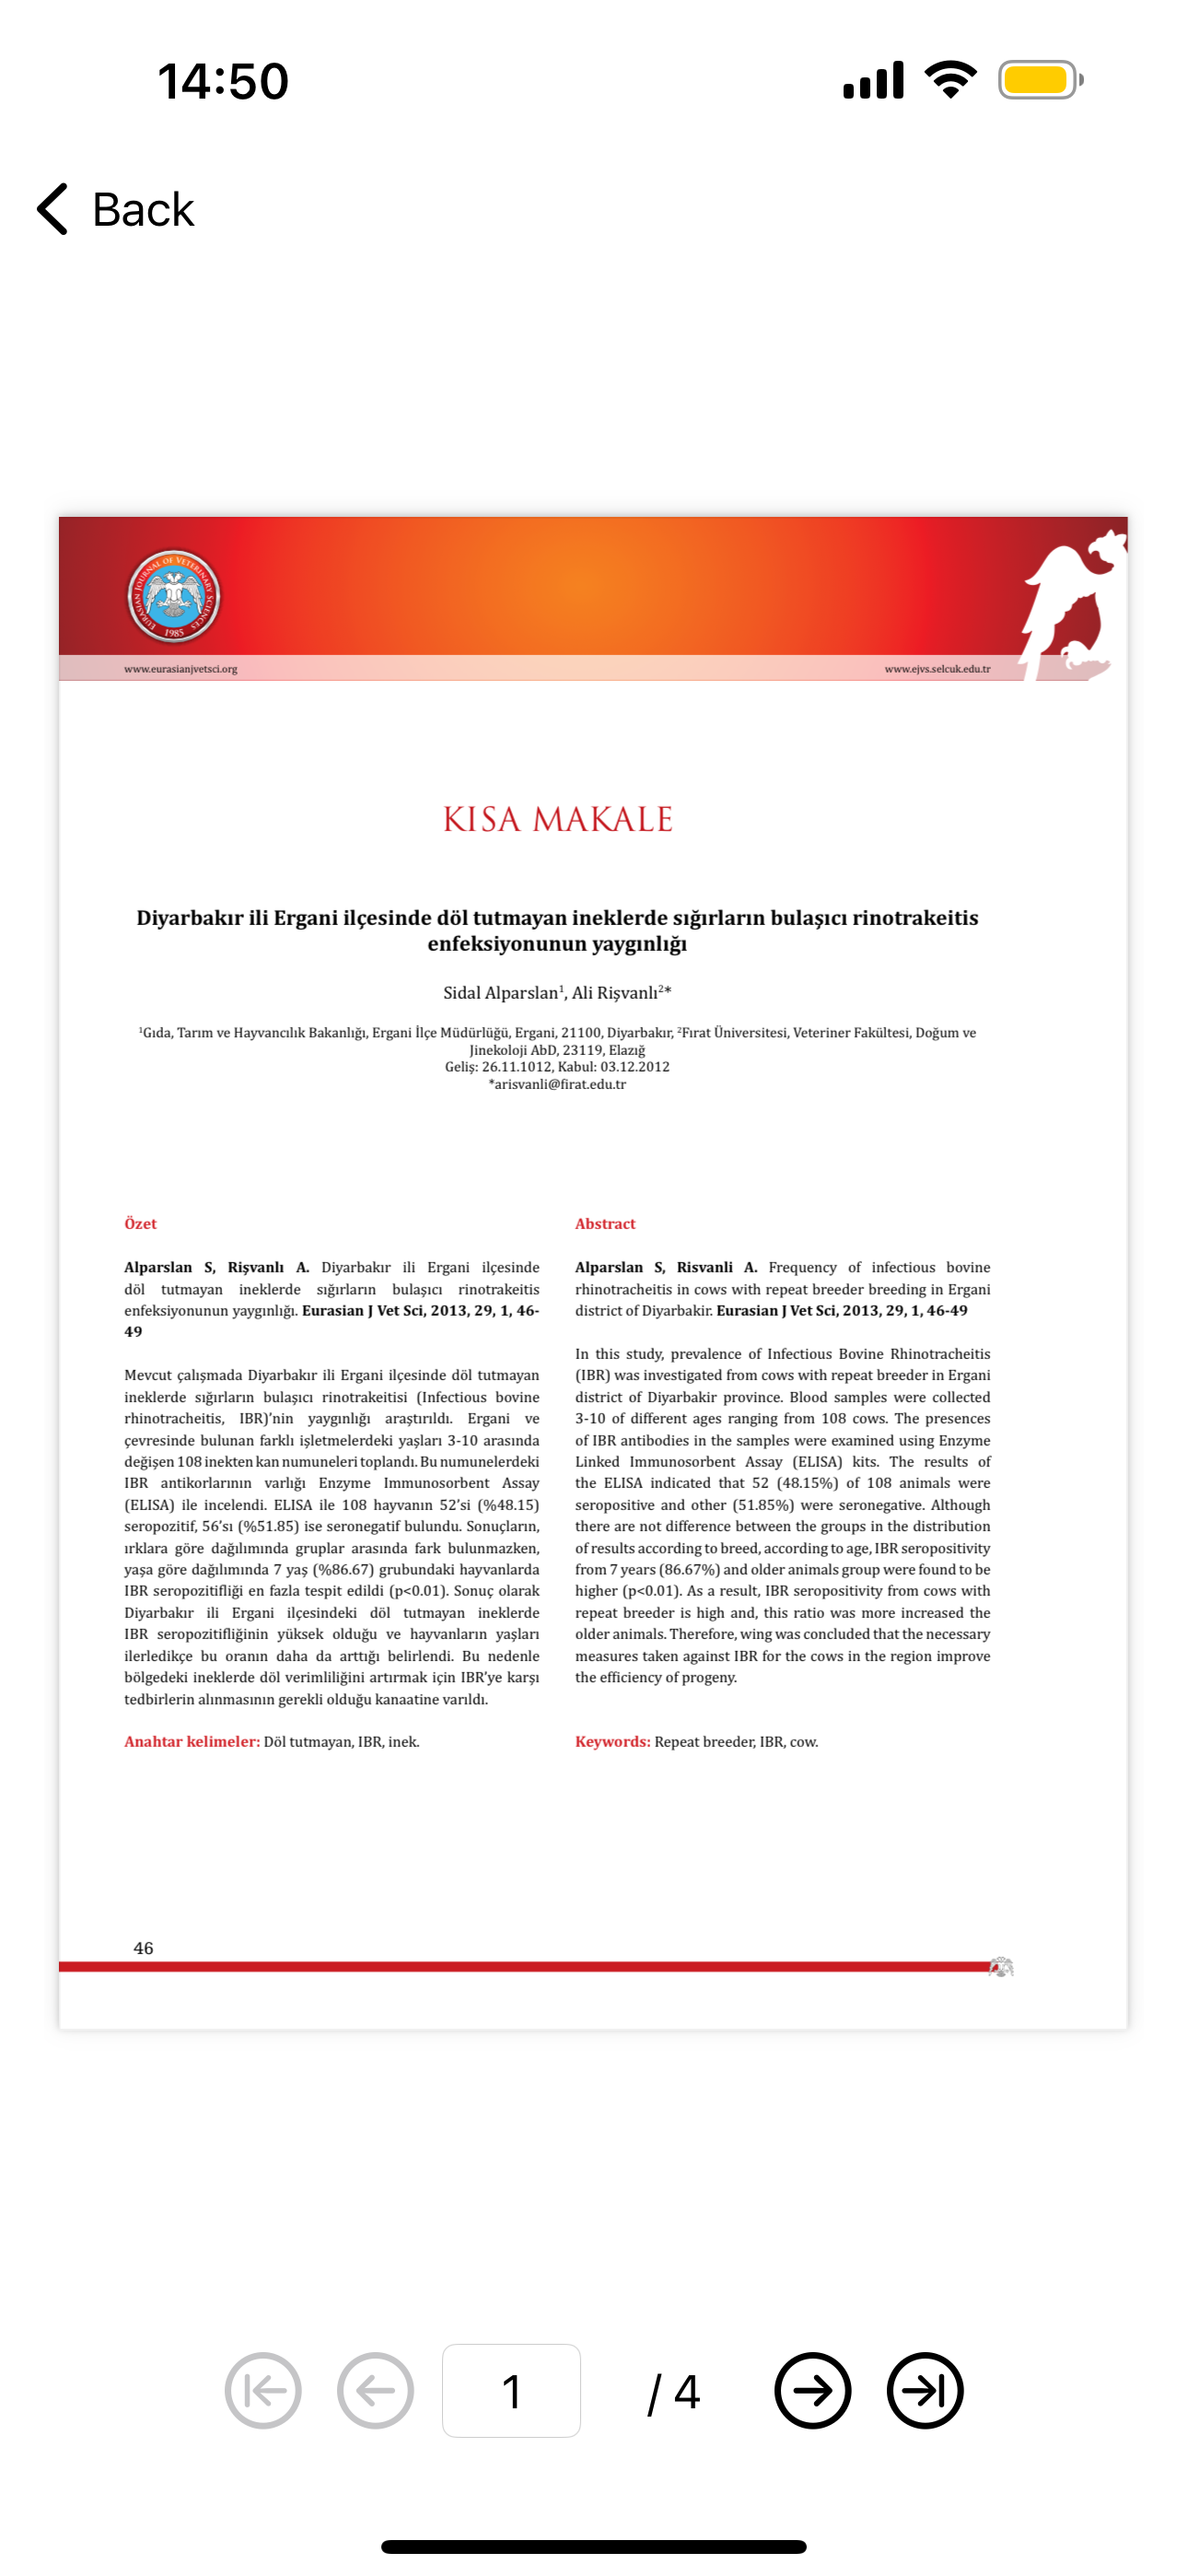 14:50
Back
EURASIAN JOURNAL OF VETERINARY SCIENCES
1985
www.eurasianjvetsci.org
www.ejvs.selcuk.edu.tr
KISA MAKALE
Diyarbakır ili Ergani ilçesinde döl tutmayan ineklerde sığırların bulaşıcı rinotrakeitis
enfeksiyonunun yaygınlığı
Sidal Alparslan¹, Ali Rişvanlı²*
¹Gıda, Tarım ve Hayvancılık Bakanlığı, Ergani İlçe Müdürlüğü, Ergani, 21100, Diyarbakır, ²Fırat Üniversitesi, Veteriner Fakültesi, Doğum ve
Jinekoloji AbD, 23119, Elazığ
Geliş: 26.11.1012, Kabul: 03.12.2012
*arisvanli@firat.edu.tr
Özet
Alparslan S, Rişvanlı A. Diyarbakır ili Ergani ilçesinde
döl tutmayan ineklerde sığırların bulaşıcı rinotrakeitis
enfeksiyonunun yaygınlığı. Eurasian J Vet Sci, 2013, 29, 1, 46-
49
Mevcut çalışmada Diyarbakır ili Ergani ilçesinde döl tutmayan
ineklerde sığırların bulaşıcı rinotrakeitisi (Infectious bovine
rhinotracheitis, IBR)'nin yaygınlığı araştırıldı. Ergani ve
çevresinde bulunan farklı işletmelerdeki yaşları 3-10 arasında
değişen 108 inekten kan numuneleri toplandı. Bu numunelerdeki
IBR antikorlarının varlığı Enzyme Immunosorbent Assay
(ELISA) ile incelendi. ELISA ile 108 hayvanın 52'si (%48.15)
seropozitif, 56'sı (%51.85) ise seronegatif bulundu. Sonuçların,
ırklara göre dağılımında gruplar arasında fark bulunmazken,
yaşa göre dağılımında 7 yaş (%86.67) grubundaki hayvanlarda
IBR seropozitifliği en fazla tespit edildi (p<0.01). Sonuç olarak
Diyarbakır ili Ergani ilçesindeki döl tutmayan ineklerde
IBR seropozitifliğinin yüksek olduğu ve hayvanların yaşları
ilerledikçe bu oranın daha da arttığı belirlendi. Bu nedenle
bölgedeki ineklerde döl verimliliğini artırmak için IBR'ye karşı
tedbirlerin alınmasının gerekli olduğu kanaatine varıldı.
Anahtar kelimeler: Döl tutmayan, IBR, inek.
Abstract
Alparslan S, Risvanli A. Frequency of infectious bovine
rhinotracheitis in cows with repeat breeder breeding in Ergani
district of Diyarbakir. Eurasian J Vet Sci, 2013, 29, 1, 46-49
In this study, prevalence of Infectious Bovine Rhinotracheitis
(IBR) was investigated from cows with repeat breeder in Ergani
district of Diyarbakir province. Blood samples were collected
3-10 of different ages ranging from 108 cows. The presences
of IBR antibodies in the samples were examined using Enzyme
Linked Immunosorbent Assay (ELISA) kits. The results of
the ELISA indicated that 52 (48.15%) of 108 animals were
seropositive and other (51.85%) were seronegative. Although
there are not difference between the groups in the distribution
of results according to breed, according to age, IBR seropositivity
from 7 years (86.67%) and older animals group were found to be
higher (p<0.01). As a result, IBR seropositivity from cows with
repeat breeder is high and, this ratio was more increased the
older animals. Therefore, wing was concluded that the necessary
measures taken against IBR for the cows in the region improve
the efficiency of progeny.
Keywords: Repeat breeder, IBR, cow.
46
1
/ 4